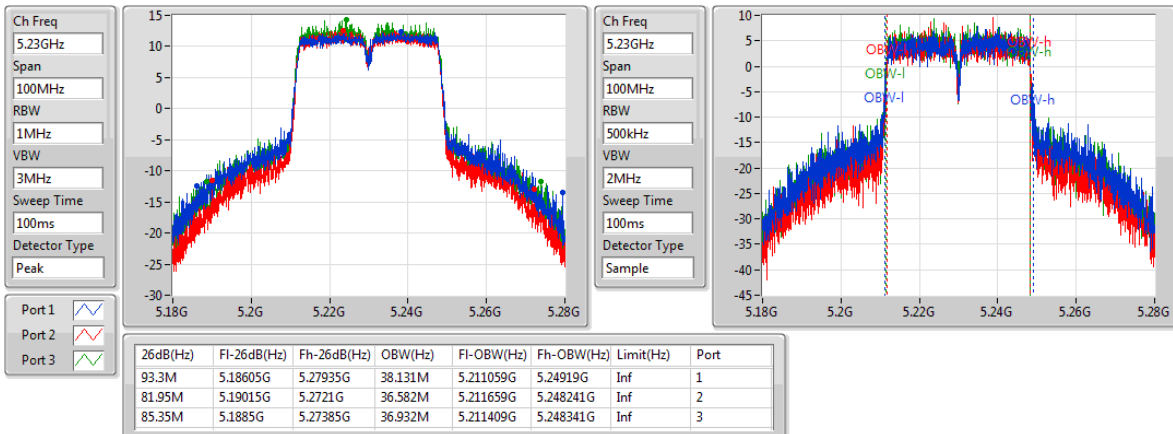 Ch Freq
5.23GHz
Span
100MHz
RBW
1MHz
VBW
3MHz
Sweep Time
100ms
Detector Type
Peak
Port 1
Port 2
Port 3
15
10
5
0
-5
-10
-15
-20
-25
-30
5.18G 5.2G 5.22G 5.24G 5.26G 5.28G
Ch Freq
5.23GHz
Span
100MHz
RBW
500kHz
VBW
2MHz
Sweep Time
100ms
Detector Type
Sample
10
5
0
-5
-10
-15
-20
-25
-30
-35
-40
-45
5.18G 5.2G 5.22G 5.24G 5.26G 5.28G
OBW-l OBW-h
OBW-l OBW-h
OBW-l OBW-h
26dB(Hz) Fl-26dB(Hz) Fh-26dB(Hz) OBW(Hz) Fl-OBW(Hz) Fh-OBW(Hz) Limit(Hz) Port
93.3M 5.18605G 5.27935G 38.131M 5.211059G 5.24919G Inf 1
81.95M 5.19015G 5.2721G 36.582M 5.211659G 5.248241G Inf 2
85.35M 5.1885G 5.27385G 36.932M 5.211409G 5.248341G Inf 3